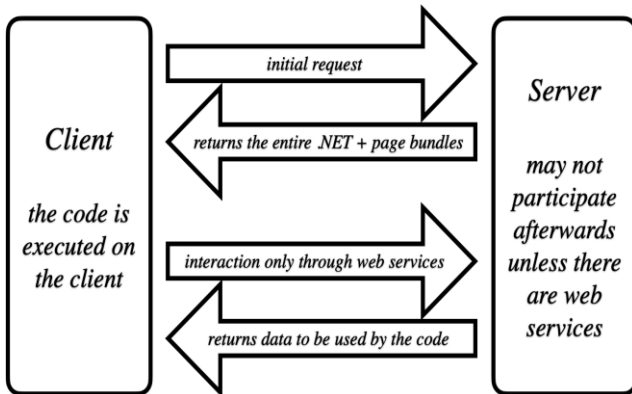 Client
the code is
executed on
the client
initial request
returns the entire .NET + page bundles
interaction only through web services
returns data to be used by the code
Server
may not
participate
afterwards
unless there
are web
services